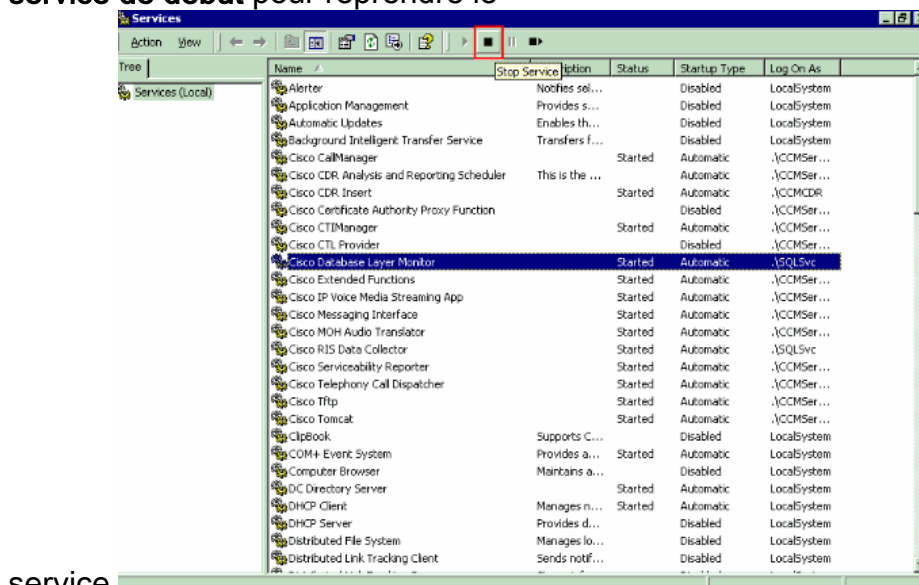 service de début pour reprendre le
Services
Action View
Tree
Name Stop Service Status Startup Type Log On As
Services (Local)
Alerter Notifies sel... Disabled LocalSystem
Application Management Provides s... Disabled LocalSystem
Automatic Updates Enables th... Disabled LocalSystem
Background Intelligent Transfer Service Transfers f... Disabled LocalSystem
Cisco CallManager Started Automatic .\CCMSer...
Cisco CDR Analysis and Reporting Scheduler This is the ... Automatic .\CCMSer...
Cisco CDR Insert Started Automatic .\CCMCDR
Cisco Certificate Authority Proxy Function Disabled .\CCMSer...
Cisco CTIManager Started Automatic .\CCMSer...
Cisco CTL Provider Disabled .\CCMSer...
Cisco Database Layer Monitor Started Automatic .\SQLSvc
Cisco Extended Functions Started Automatic .\CCMSer...
Cisco IP Voice Media Streaming App Started Automatic .\CCMSer...
Cisco Messaging Interface Started Automatic .\CCMSer...
Cisco MOH Audio Translator Started Automatic .\CCMSer...
Cisco RIS Data Collector Started Automatic .\SQLSvc
Cisco Serviceability Reporter Started Automatic .\CCMSer...
Cisco Telephony Call Dispatcher Started Automatic .\CCMSer...
Cisco Tftp Started Automatic .\CCMSer...
Cisco Tomcat Started Automatic .\CCMSer...
ClipBook Supports C... Disabled LocalSystem
COM+ Event System Provides a... Started Automatic LocalSystem
Computer Browser Maintains a... Disabled LocalSystem
DC Directory Server Started Automatic LocalSystem
DHCP Client Manages n... Started Automatic LocalSystem
DHCP Server Provides d... Disabled LocalSystem
Distributed File System Manages lo... Disabled LocalSystem
Distributed Link Tracking Client Sends notif... Disabled LocalSystem
service